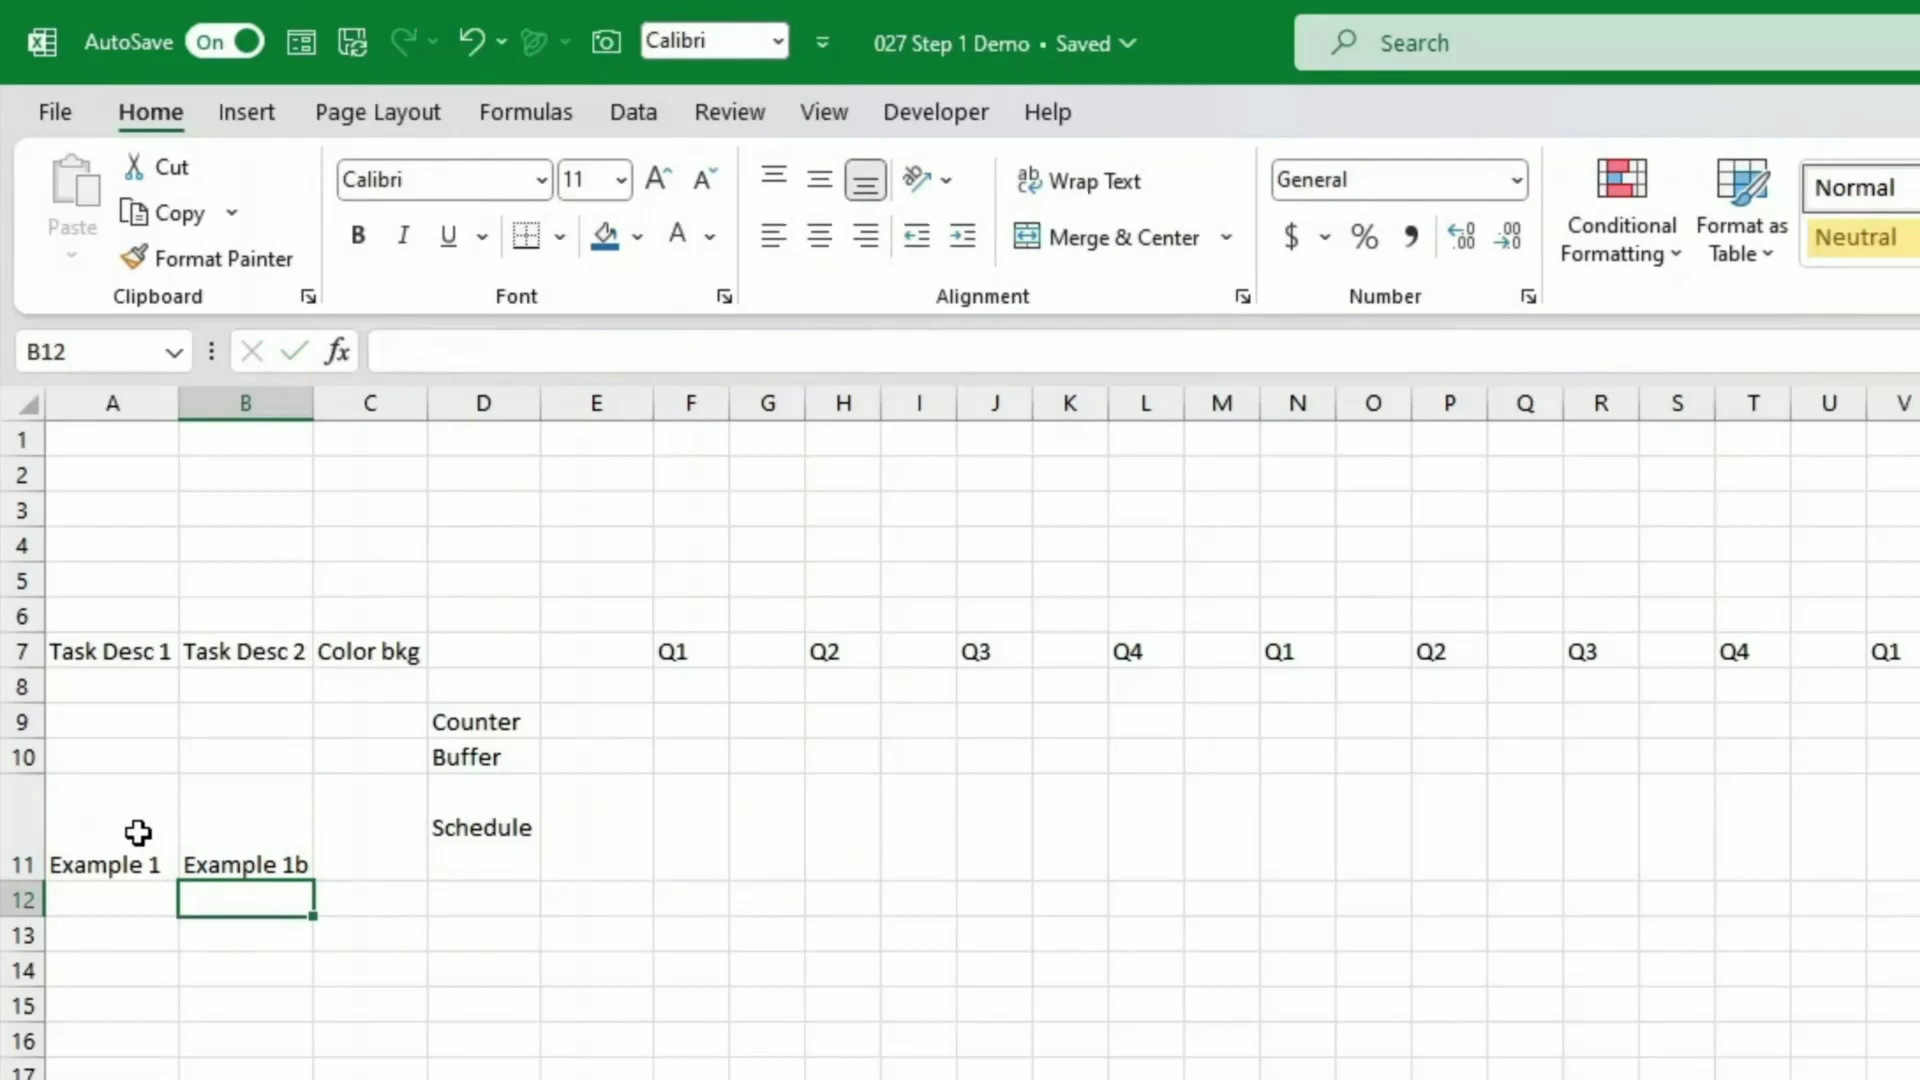 AutoSave On Calibri 027 Step 1 Demo • Saved Search
File Home Insert Page Layout Formulas Data Review View Developer Help
Paste Cut Copy Format Painter
Clipboard
Calibri 11
B I U A
Font
Wrap Text
Merge & Center
Alignment
General
$ % 9 .00 .00
Number
Conditional Formatting
Format as Table
Normal
Neutral
B12 fx
A B C D E F G H I J K L M N O P Q R S T U V
1
2
3
4
5
6
7 Task Desc 1 Task Desc 2 Color bkg Q1 Q2 Q3 Q4 Q1 Q2 Q3 Q4 Q1
8
9 Counter
10 Buffer
Schedule
11 Example 1 Example 1b
12
13
14
15
16
17